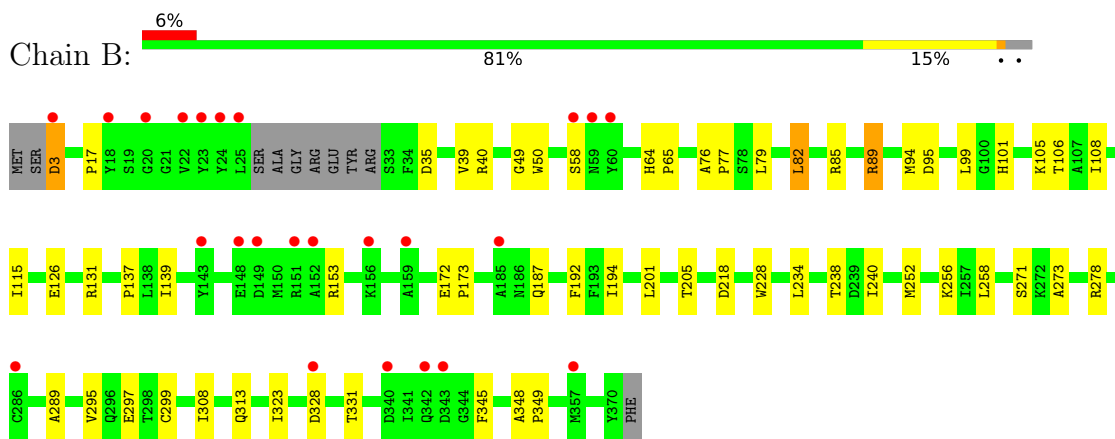 6%
Chain B:
81% 15% • •
MET SER D3 P17 Y18 S19 G20 G21 V22 Y23 Y24 L25 SER ALA GLY ARG GLU TYR ARG S33 F34 D35 V39 R40 G49 W50 S58 N59 Y60 H64 P65 A76 P77 S78 L79 L82 R85 R89 M94 D95 L99 G100 H101 K105 T106 A107 I108
I115 E126 R131 P137 L138 I139 Y143 E148 D149 M150 R151 A152 R153 K156 A159 E172 P173 A185 N186 Q187 F192 F193 I194 L201 T205 D218 W228 L234 T238 D239 I240 M252 K256 I257 L258 S271 K272 A273 R278
C286 A289 V295 Q296 E297 T298 C299 I308 Q313 I323 D328 T331 D340 I341 Q342 D343 G344 F345 A348 P349 M357 Y370 PHE